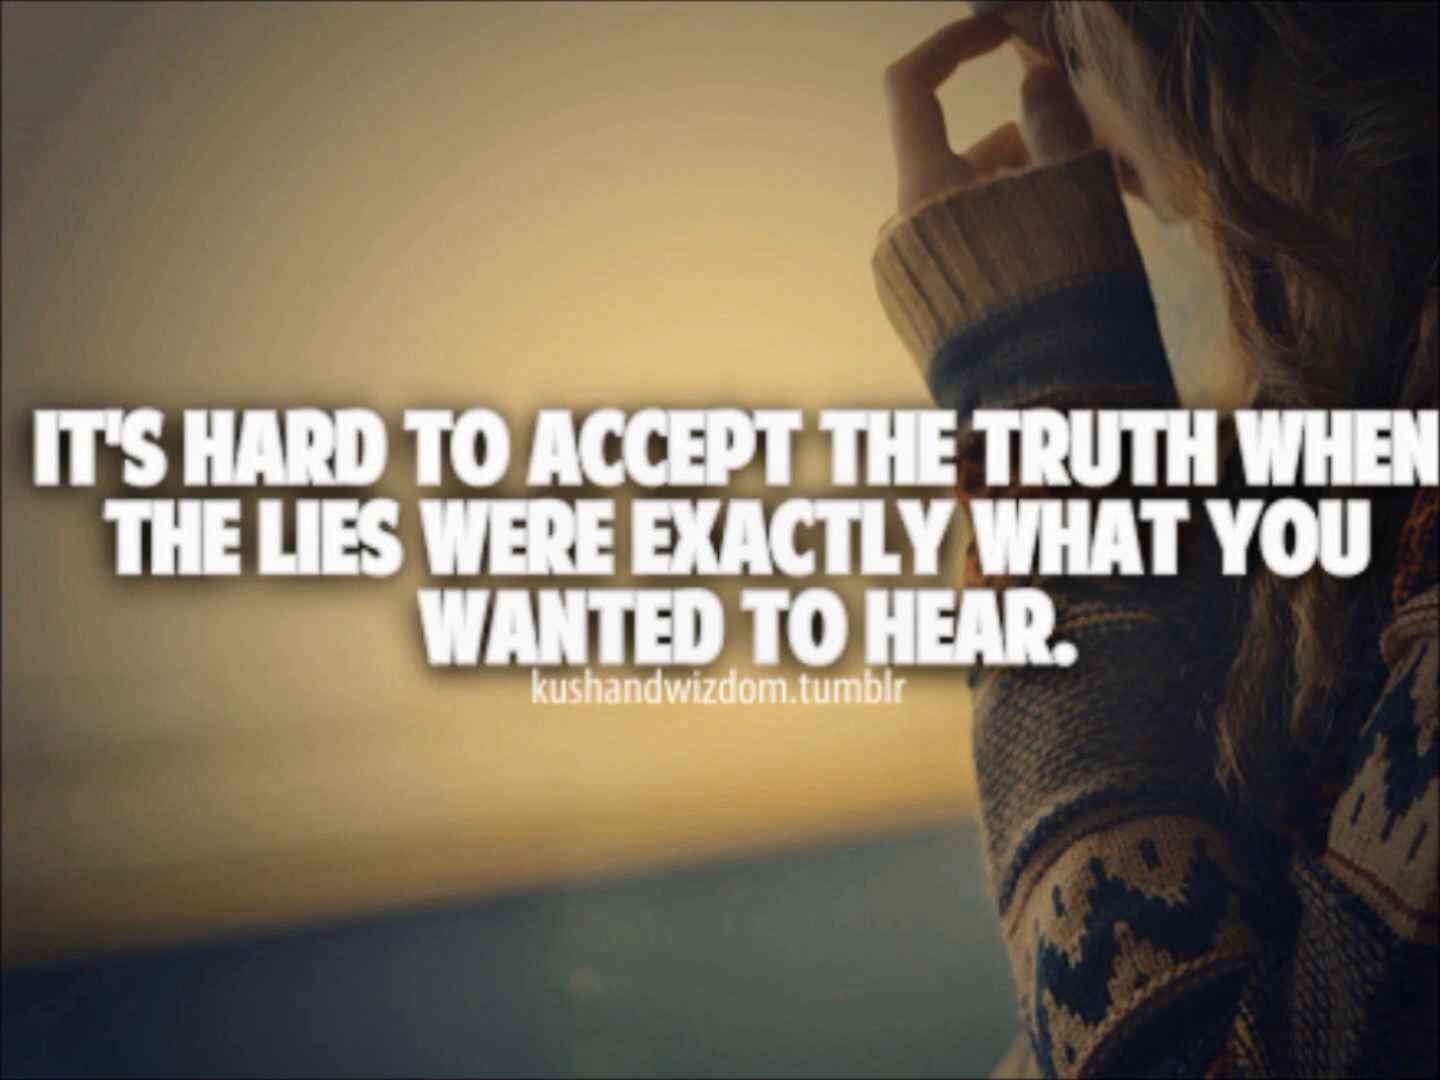 IT'S HARD TO ACCEPT THE TRUTH WHEN
THE LIES WERE EXACTLY WHAT YOU
WANTED TO HEAR.
kushandwizdom.tumblr